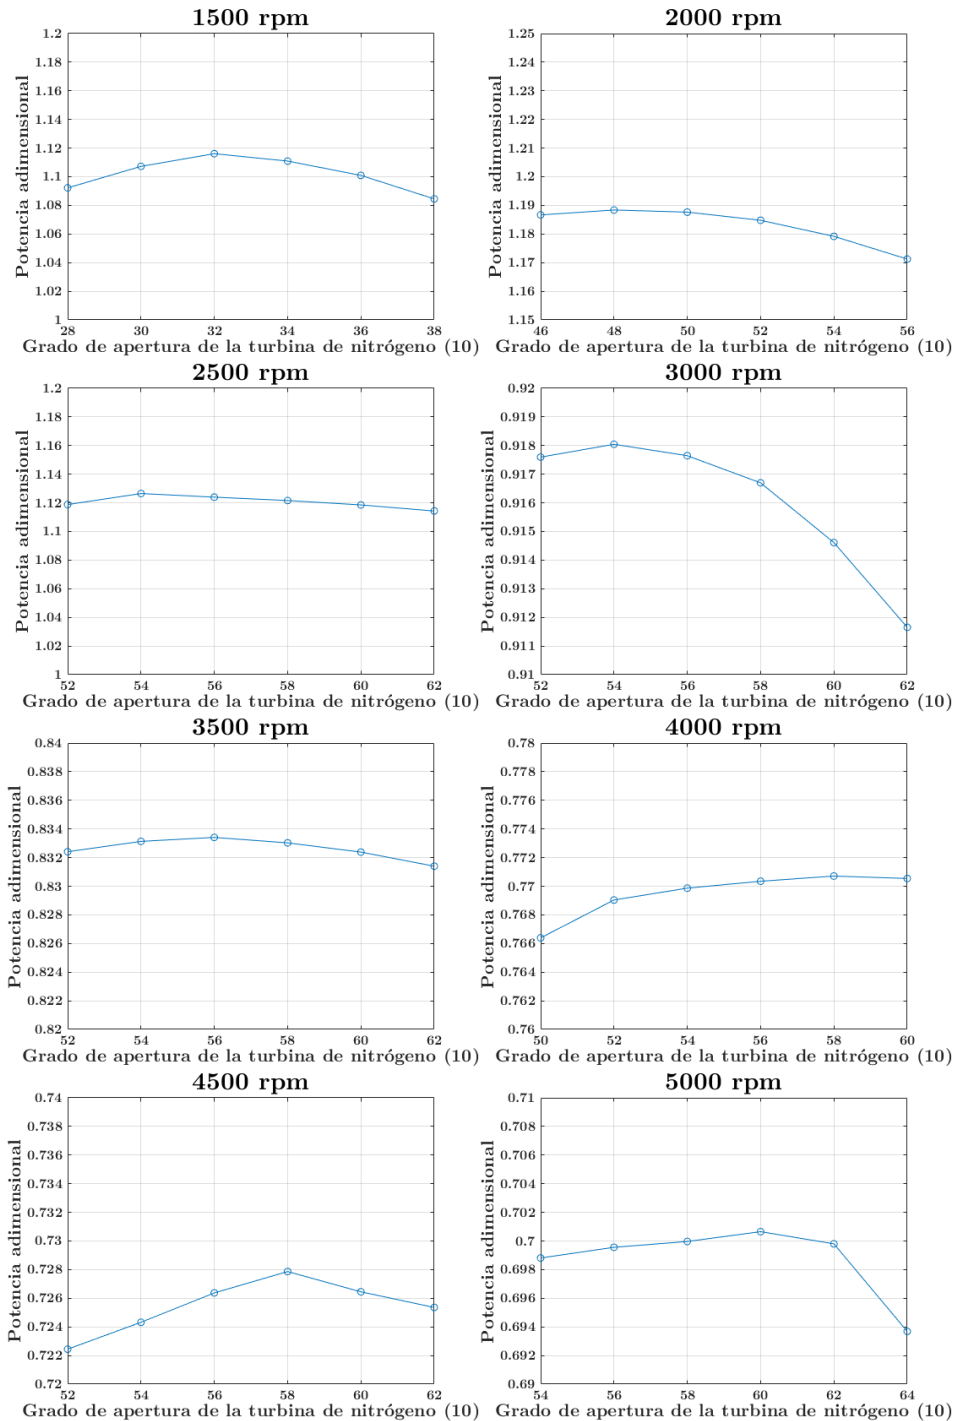 1500 rpm
Potencia adimensional
1.2
1.18
1.16
1.14
1.12
1.1
1.08
1.06
1.04
1.02
1
28 30 32 34 36 38
Grado de apertura de la turbina de nitrógeno (10)
2000 rpm
Potencia adimensional
1.25
1.24
1.23
1.22
1.21
1.2
1.19
1.18
1.17
1.16
1.15
46 48 50 52 54 56
Grado de apertura de la turbina de nitrógeno (10)
2500 rpm
Potencia adimensional
1.2
1.18
1.16
1.14
1.12
1.1
1.08
1.06
1.04
1.02
1
52 54 56 58 60 62
Grado de apertura de la turbina de nitrógeno (10)
3000 rpm
Potencia adimensional
0.92
0.919
0.918
0.917
0.916
0.915
0.914
0.913
0.912
0.911
0.91
52 54 56 58 60 62
Grado de apertura de la turbina de nitrógeno (10)
3500 rpm
Potencia adimensional
0.84
0.838
0.836
0.834
0.832
0.83
0.828
0.826
0.824
0.822
0.82
52 54 56 58 60 62
Grado de apertura de la turbina de nitrógeno (10)
4000 rpm
Potencia adimensional
0.78
0.778
0.776
0.774
0.772
0.77
0.768
0.766
0.764
0.762
0.76
50 52 54 56 58 60
Grado de apertura de la turbina de nitrógeno (10)
4500 rpm
Potencia adimensional
0.74
0.738
0.736
0.734
0.732
0.73
0.728
0.726
0.724
0.722
0.72
52 54 56 58 60 62
Grado de apertura de la turbina de nitrógeno (10)
5000 rpm
Potencia adimensional
0.71
0.708
0.706
0.704
0.702
0.7
0.698
0.696
0.694
0.692
0.69
54 56 58 60 62 64
Grado de apertura de la turbina de nitrógeno (10)